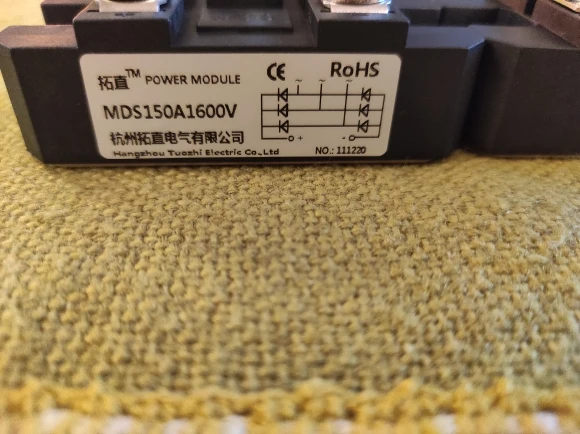 拓直™ POWER MODULE
CE RoHS
MDS150A1600V
杭州拓直电气有限公司
Hangzhou Tuozhi Electric Co.,Ltd
~ ~ ~
+ -
NO.: 111220